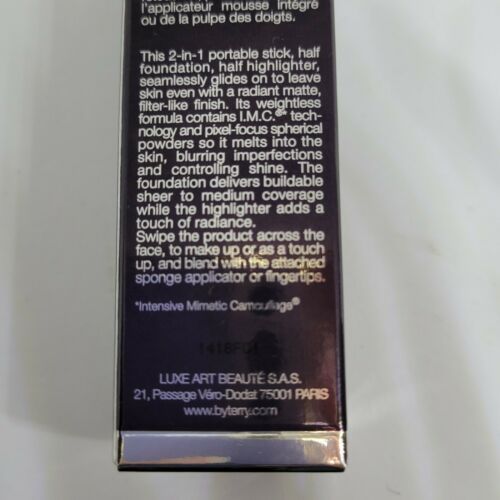 l'applicateur mousse intégré
ou de la pulpe des doigts.
This 2-in-1 portable stick, half
foundation, half highlighter,
seamlessly glides on to leave
skin even with a radiant matte,
filter-like finish. Its weightless
formula contains I.M.C.®* tech-
nology and pixel-focus spherical
powders so it melts into the
skin, blurring imperfections
and controlling shine. The
foundation delivers buildable
sheer to medium coverage
while the highlighter adds a
touch of radiance.
Swipe the product across the
face, to make up or as a touch
up, and blend with the attached
sponge applicator or fingertips.
*Intensive Mimetic Camouflage®
LUXE ART BEAUTÉ S.A.S.
21, Passage Véro-Dodat 75001 PARIS
www.byterry.com